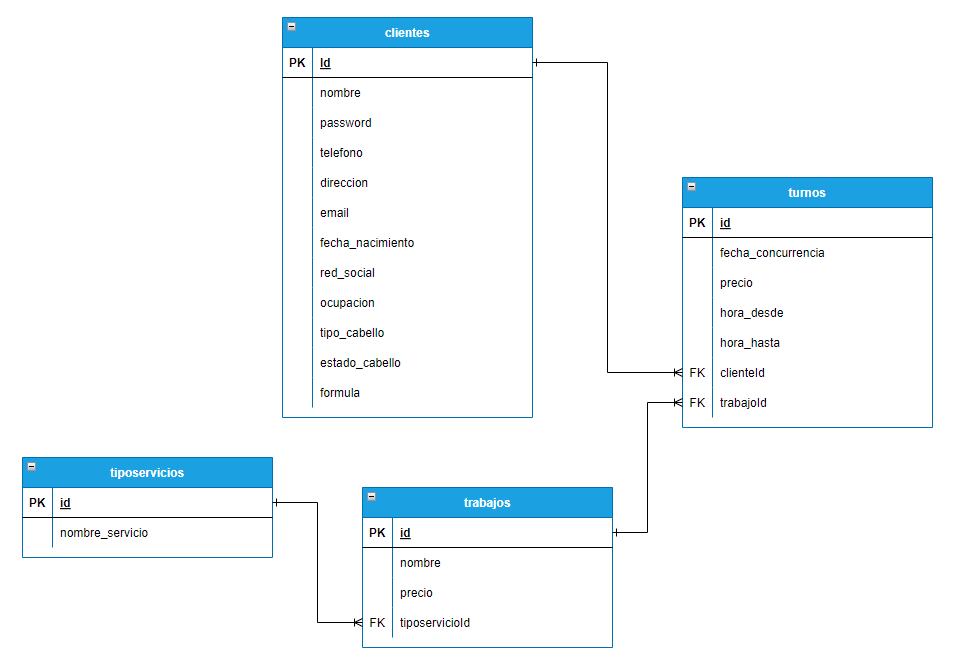 clientes
PK Id
nombre
password
telefono
direccion
email
fecha_nacimiento
red_social
ocupacion
tipo_cabello
estado_cabello
formula
turnos
PK id
fecha_concurrencia
precio
hora_desde
hora_hasta
FK clienteId
FK trabajoId
tiposervicios
PK id
nombre_servicio
trabajos
PK id
nombre
precio
FK tiposervicioId